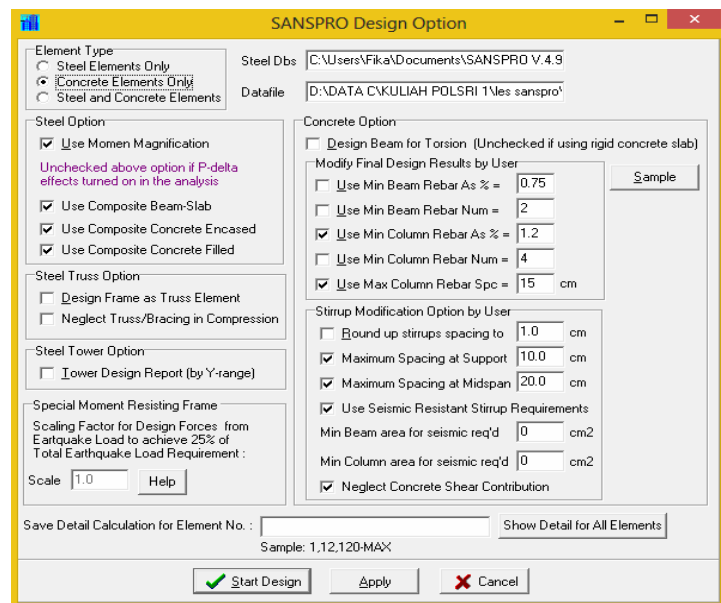 SANSPRO Design Option
Element Type
Steel Elements Only
Concrete Elements Only
Steel and Concrete Elements
Steel Dbs C:\Users\Fika\Documents\SANSPRO V.4.9
Datafile D:\DATA C\KULIAH POLSRI 1\les sanspro\
Steel Option
Use Momen Magnification
Unchecked above option if P-delta
effects turned on in the analysis
Use Composite Beam-Slab
Use Composite Concrete Encased
Use Composite Concrete Filled
Steel Truss Option
Design Frame as Truss Element
Neglect Truss/Bracing in Compression
Steel Tower Option
Tower Design Report (by Y-range)
Special Moment Resisting Frame
Scaling Factor for Design Forces from
Eartquake Load to achieve 25% of
Total Earthquake Load Requirement :
Scale 1.0 Help
Concrete Option
Design Beam for Torsion (Unchecked if using rigid concrete slab)
Modify Final Design Results by User
Use Min Beam Rebar As % = 0.75
Use Min Beam Rebar Num = 2
Use Min Column Rebar As % = 1.2
Use Min Column Rebar Num = 4
Use Max Column Rebar Spc = 15 cm
Sample
Stirrup Modification Option by User
Round up stirrups spacing to 1.0 cm
Maximum Spacing at Support 10.0 cm
Maximum Spacing at Midspan 20.0 cm
Use Seismic Resistant Stirrup Requirements
Min Beam area for seismic req'd 0 cm2
Min Column area for seismic req'd 0 cm2
Neglect Concrete Shear Contribution
Save Detail Calculation for Element No. : Show Detail for All Elements
Sample: 1,12,120-MAX
Start Design Apply Cancel